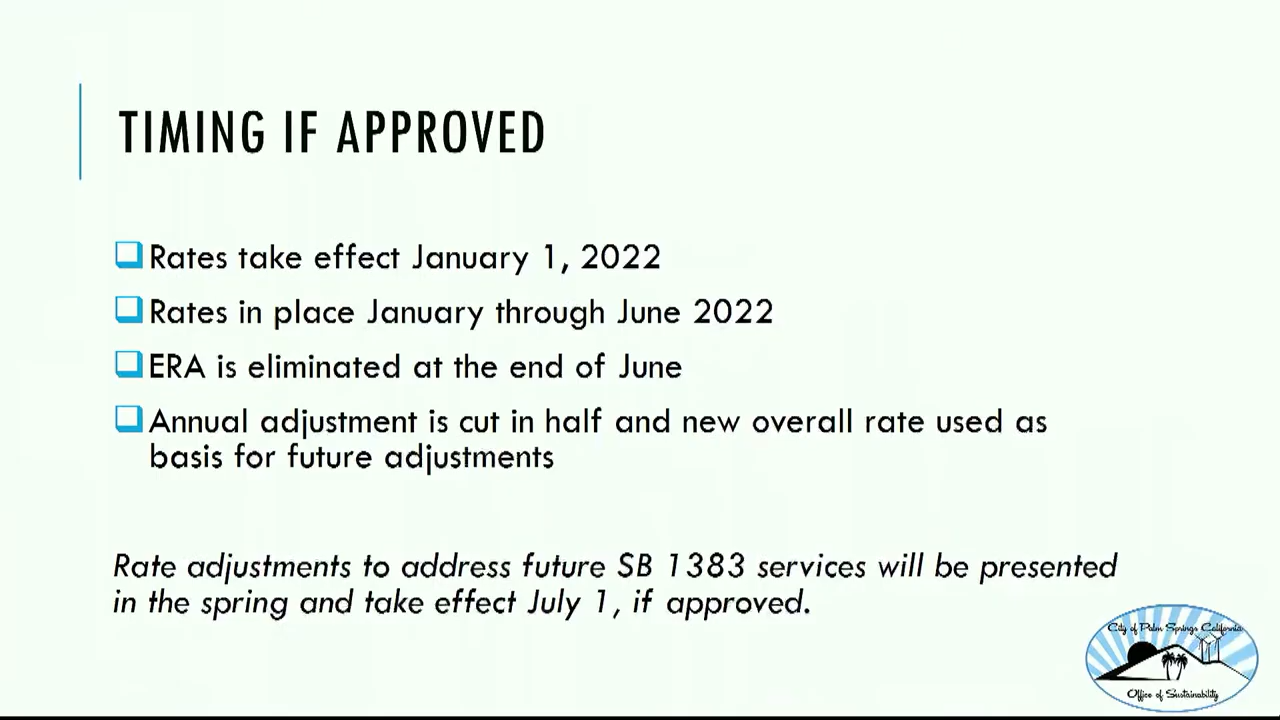 TIMING IF APPROVED
Rates take effect January 1, 2022
Rates in place January through June 2022
ERA is eliminated at the end of June
Annual adjustment is cut in half and new overall rate used as
basis for future adjustments
Rate adjustments to address future SB 1383 services will be presented
in the spring and take effect July 1, if approved.
City of Palm Springs California
Office of Sustainability